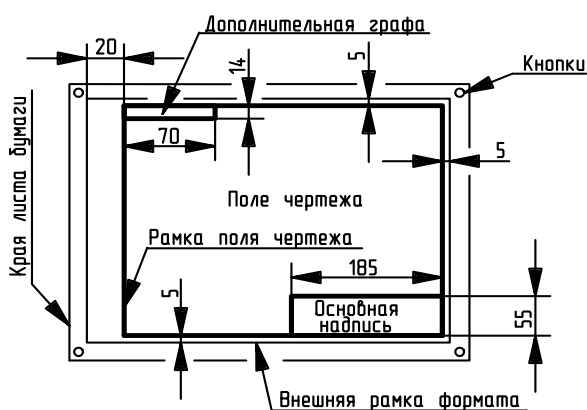 Дополнительная графа
20
14
5
Кнопки
70
5
Края листа бумаги
Поле чертежа
Рамка поля чертежа
185
5
Основная
надпись
55
Внешняя рамка формата